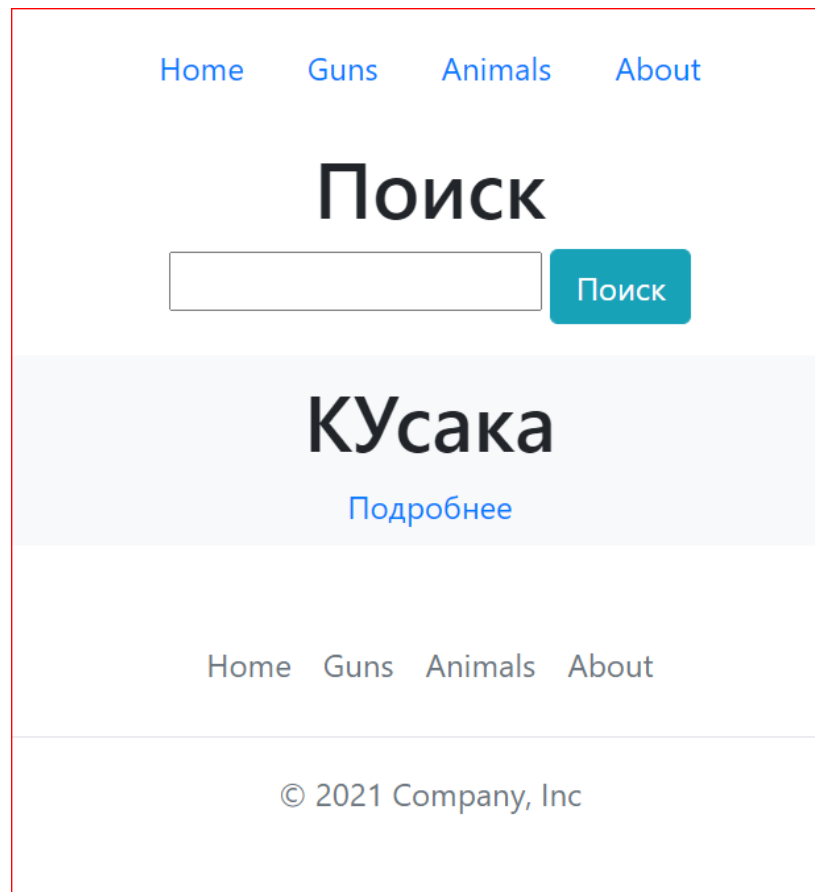 Home Guns Animals About
Поиск
Поиск
КУсака
Подробнее
Home Guns Animals About
© 2021 Company, Inc